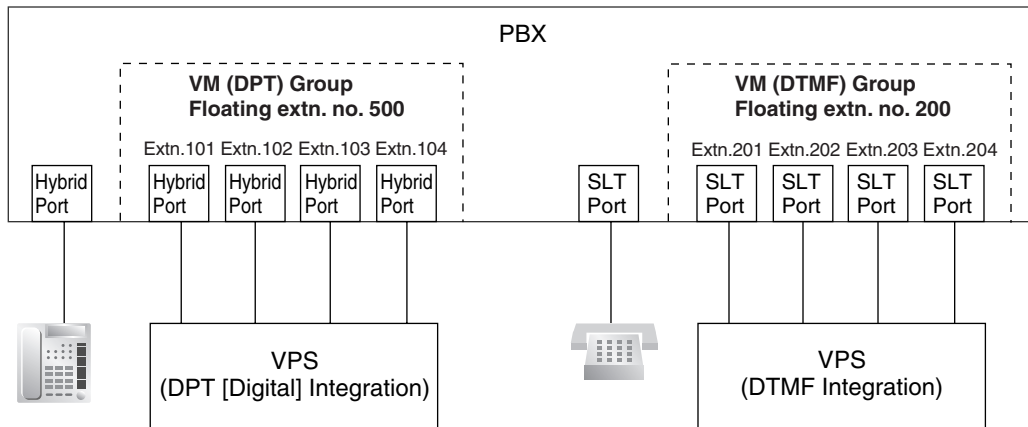 PBX
VM (DPT) Group
Floating extn. no. 500
VM (DTMF) Group
Floating extn. no. 200
Extn.101 Extn.102 Extn.103 Extn.104
Extn.201 Extn.202 Extn.203 Extn.204
Hybrid
Port
Hybrid
Port
Hybrid
Port
Hybrid
Port
Hybrid
Port
SLT
Port
SLT
Port
SLT
Port
SLT
Port
SLT
Port
VPS
(DPT [Digital] Integration)
VPS
(DTMF Integration)